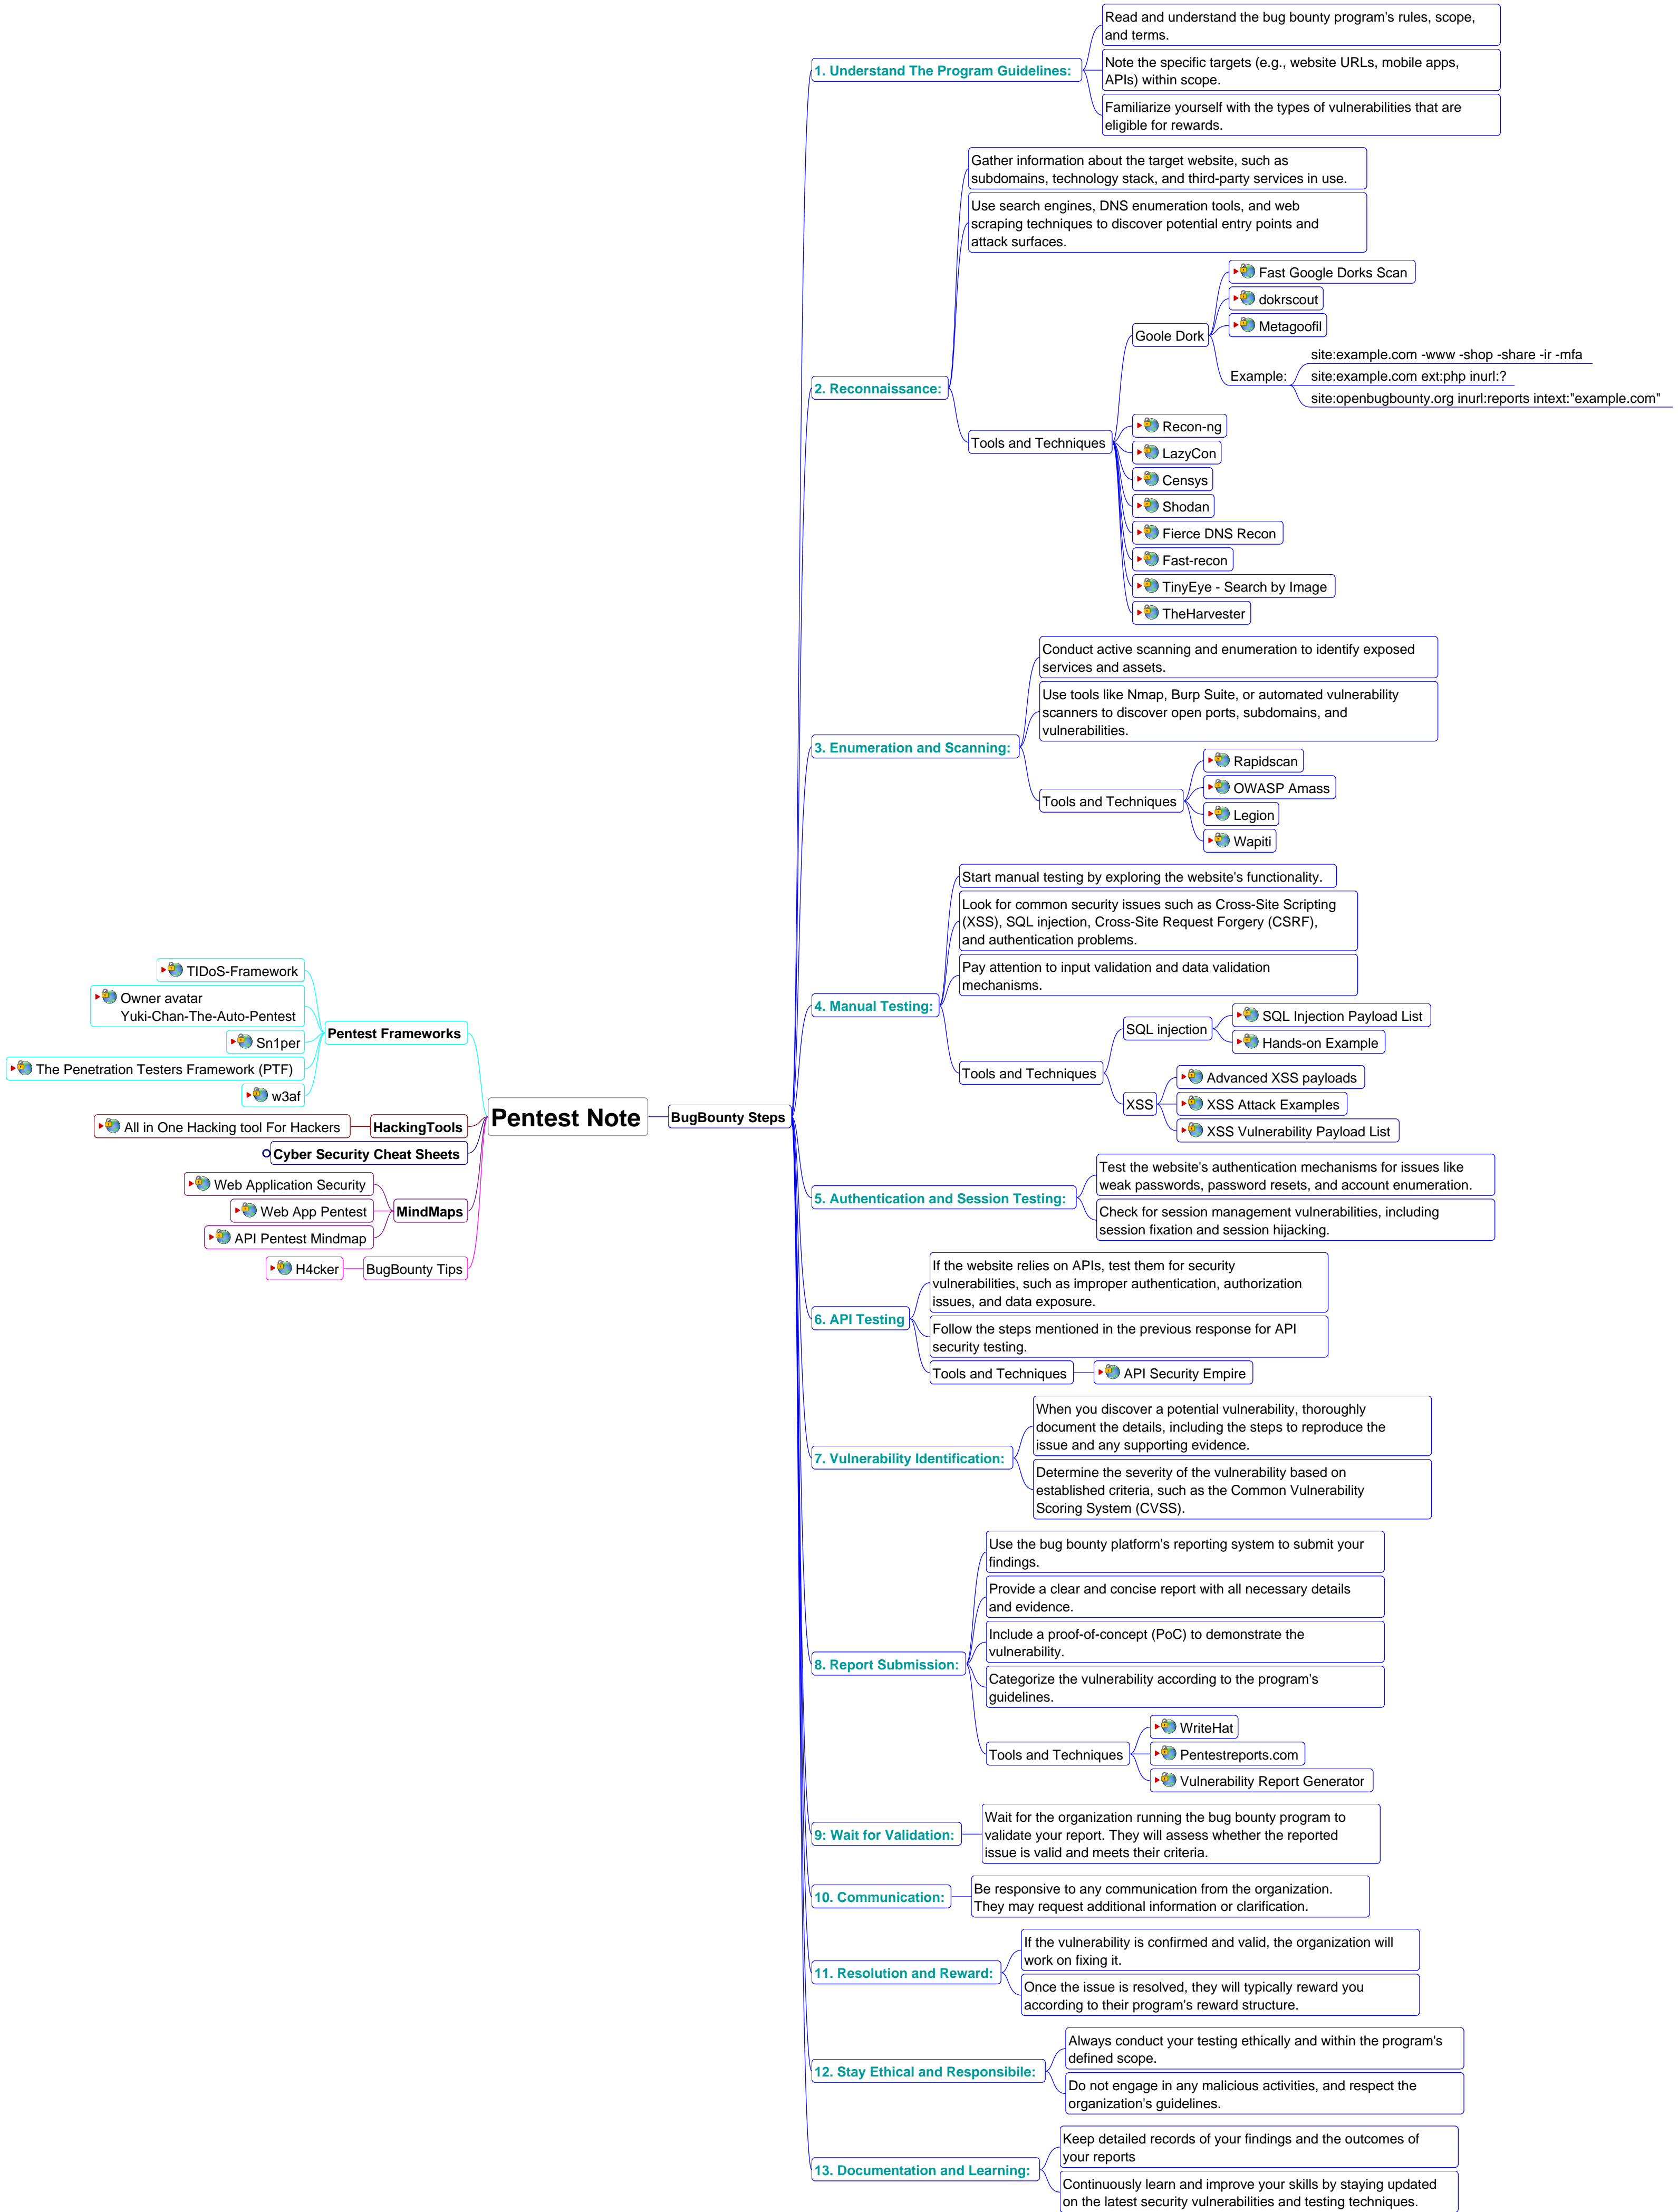 Pentest Note
BugBounty Steps
1. Understand The Program Guidelines:
Read and understand the bug bounty program's rules, scope,
and terms.
Note the specific targets (e.g., website URLs, mobile apps,
APIs) within scope.
Familiarize yourself with the types of vulnerabilities that are
eligible for rewards.
2. Reconnaissance:
Gather information about the target website, such as
subdomains, technology stack, and third-party services in use.
Use search engines, DNS enumeration tools, and web
scraping techniques to discover potential entry points and
attack surfaces.
Tools and Techniques
Goole Dork
Fast Google Dorks Scan
dokrscout
Metagoofil
Example:
site:example.com -www -shop -share -ir -mfa
site:example.com ext:php inurl:?
site:openbugbounty.org inurl:reports intext:"example.com"
Recon-ng
LazyCon
Censys
Shodan
Fierce DNS Recon
Fast-recon
TinyEye - Search by Image
TheHarvester
3. Enumeration and Scanning:
Conduct active scanning and enumeration to identify exposed
services and assets.
Use tools like Nmap, Burp Suite, or automated vulnerability
scanners to discover open ports, subdomains, and
vulnerabilities.
Tools and Techniques
Rapidscan
OWASP Amass
Legion
Wapiti
4. Manual Testing:
Start manual testing by exploring the website's functionality.
Look for common security issues such as Cross-Site Scripting
(XSS), SQL injection, Cross-Site Request Forgery (CSRF),
and authentication problems.
Pay attention to input validation and data validation
mechanisms.
Tools and Techniques
SQL injection
SQL Injection Payload List
Hands-on Example
XSS
Advanced XSS payloads
XSS Attack Examples
XSS Vulnerability Payload List
5. Authentication and Session Testing:
Test the website's authentication mechanisms for issues like
weak passwords, password resets, and account enumeration.
Check for session management vulnerabilities, including
session fixation and session hijacking.
6. API Testing
If the website relies on APIs, test them for security
vulnerabilities, such as improper authentication, authorization
issues, and data exposure.
Follow the steps mentioned in the previous response for API
security testing.
Tools and Techniques
API Security Empire
7. Vulnerability Identification:
When you discover a potential vulnerability, thoroughly
document the details, including the steps to reproduce the
issue and any supporting evidence.
Determine the severity of the vulnerability based on
established criteria, such as the Common Vulnerability
Scoring System (CVSS).
8. Report Submission:
Use the bug bounty platform's reporting system to submit your
findings.
Provide a clear and concise report with all necessary details
and evidence.
Include a proof-of-concept (PoC) to demonstrate the
vulnerability.
Categorize the vulnerability according to the program's
guidelines.
Tools and Techniques
WriteHat
Pentestreports.com
Vulnerability Report Generator
9: Wait for Validation:
Wait for the organization running the bug bounty program to
validate your report. They will assess whether the reported
issue is valid and meets their criteria.
10. Communication:
Be responsive to any communication from the organization.
They may request additional information or clarification.
11. Resolution and Reward:
If the vulnerability is confirmed and valid, the organization will
work on fixing it.
Once the issue is resolved, they will typically reward you
according to their program's reward structure.
12. Stay Ethical and Responsibile:
Always conduct your testing ethically and within the program's
defined scope.
Do not engage in any malicious activities, and respect the
organization's guidelines.
13. Documentation and Learning:
Keep detailed records of your findings and the outcomes of
your reports
Continuously learn and improve your skills by staying updated
on the latest security vulnerabilities and testing techniques.
Pentest Frameworks
TIDoS-Framework
Owner avatar
Yuki-Chan-The-Auto-Pentest
Sn1per
The Penetration Testers Framework (PTF)
w3af
HackingTools
All in One Hacking tool For Hackers
Cyber Security Cheat Sheets
MindMaps
Web Application Security
Web App Pentest
API Pentest Mindmap
BugBounty Tips
H4cker